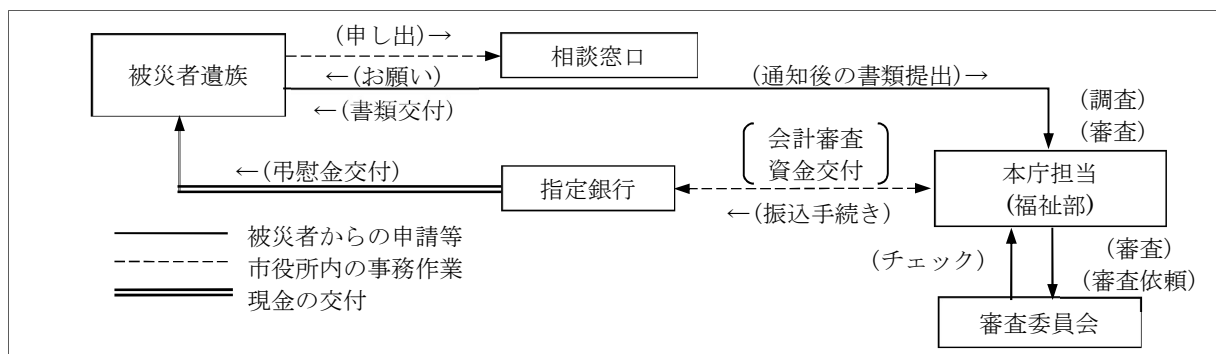 (申し出)→
被災者遺族
相談窓口
←(お願い)
(通知後の書類提出)→
←(書類交付)
(調査)
(審査)
会計審査
資金交付
←(弔慰金交付)
指定銀行
本庁担当
(福祉部)
←(振込手続き)
被災者からの申請等
市役所内の事務作業
現金の交付
(チェック)
(審査)
(審査依頼)
審査委員会